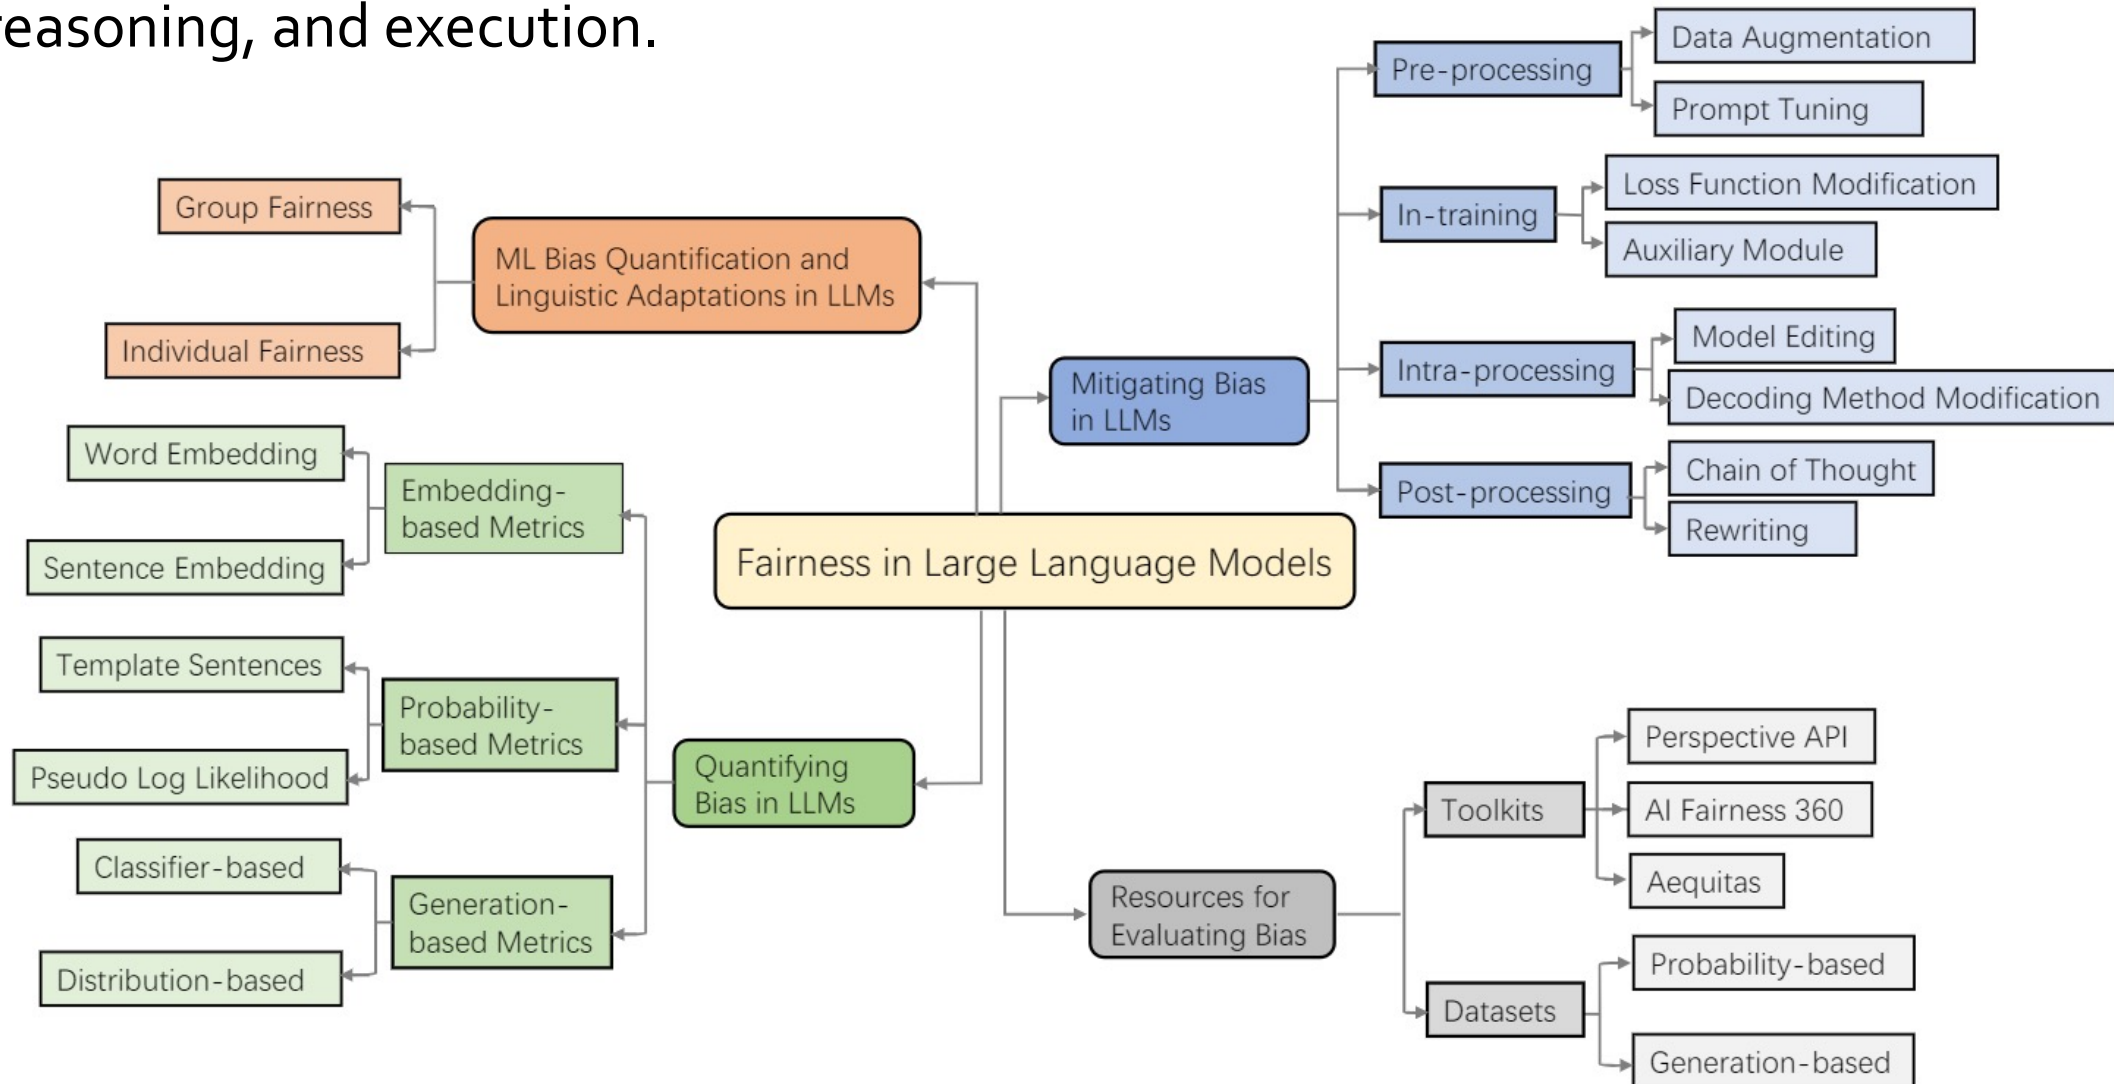 reasoning, and execution.
Group Fairness
Individual Fairness
ML Bias Quantification and
Linguistic Adaptations in LLMs
Word Embedding
Sentence Embedding
Embedding-
based Metrics
Template Sentences
Pseudo Log Likelihood
Probability-
based Metrics
Classifier-based
Distribution-based
Generation-
based Metrics
Quantifying
Bias in LLMs
Fairness in Large Language Models
Mitigating Bias
in LLMs
Pre-processing
Data Augmentation
Prompt Tuning
In-training
Loss Function Modification
Auxiliary Module
Intra-processing
Model Editing
Decoding Method Modification
Post-processing
Chain of Thought
Rewriting
Resources for
Evaluating Bias
Toolkits
Perspective API
AI Fairness 360
Aequitas
Datasets
Probability-based
Generation-based